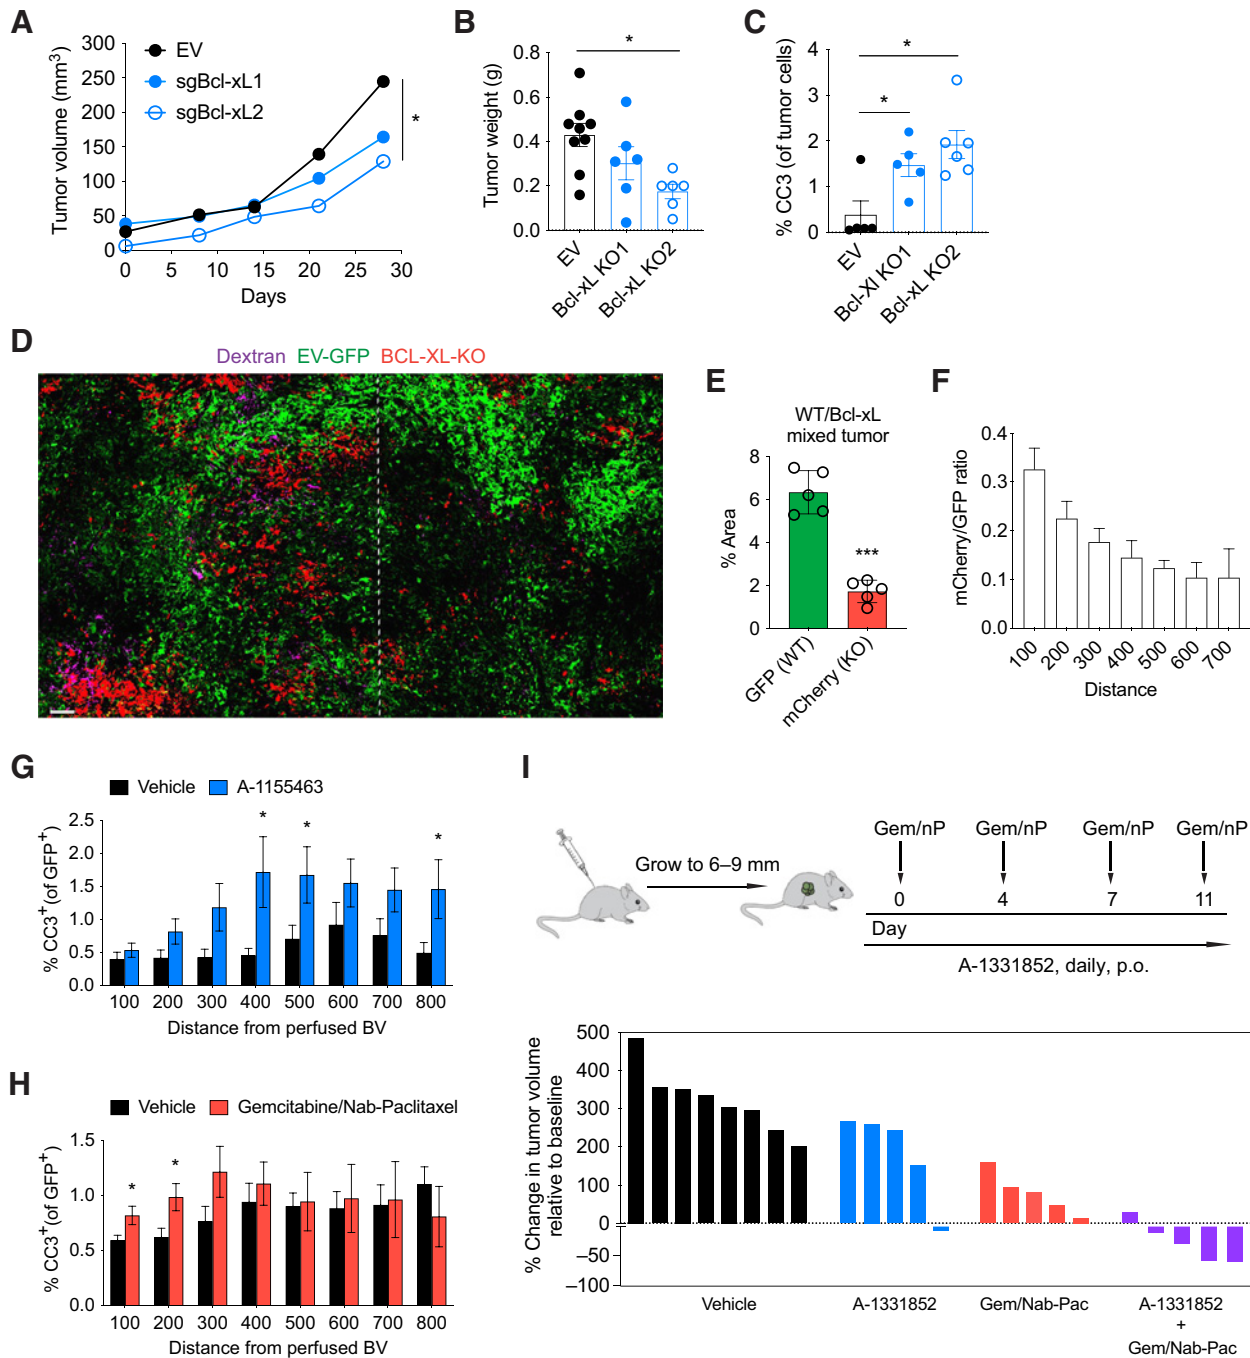 A
Tumor volume (mm3)
300
250
200
150
100
50
0
0 5 10 15 20 25 30
Days
EV
sgBcl-xL1
sgBcl-xL2
*
B
Tumor weight (g)
0.8
0.6
0.4
0.2
0.0
*
EV
Bcl-xL KO1
Bcl-xL KO2
C
% CC3 (of tumor cells)
4
3
2
1
0
*
*
EV
Bcl-Xl KO1
Bcl-xL KO2
D
Dextran EV-GFP BCL-XL-KO
E
WT/Bcl-xL
mixed tumor
% Area
8
6
4
2
0
***
GFP (WT)
mCherry (KO)
F
mCherry/GFP ratio
0.4
0.3
0.2
0.1
0.0
100 200 300 400 500 600 700
Distance
G
Vehicle A-1155463
% CC3+(of GFP+)
2.5
2.0
1.5
1.0
0.5
0.0
* * *
100 200 300 400 500 600 700 800
Distance from perfused BV
H
Vehicle Gemcitabine/Nab-Paclitaxel
% CC3+(of GFP+)
1.5
1.0
0.5
0.0
* *
100 200 300 400 500 600 700 800
Distance from perfused BV
I
Grow to 6–9 mm
Gem/nP Gem/nP Gem/nP Gem/nP
0 4 7 11
Day
A-1331852, daily, p.o.
% Change in tumor volume
relative to baseline
500
400
300
200
100
0
–50
–100
Vehicle A-1331852 Gem/Nab-Pac A-1331852
+
Gem/Nab-Pac